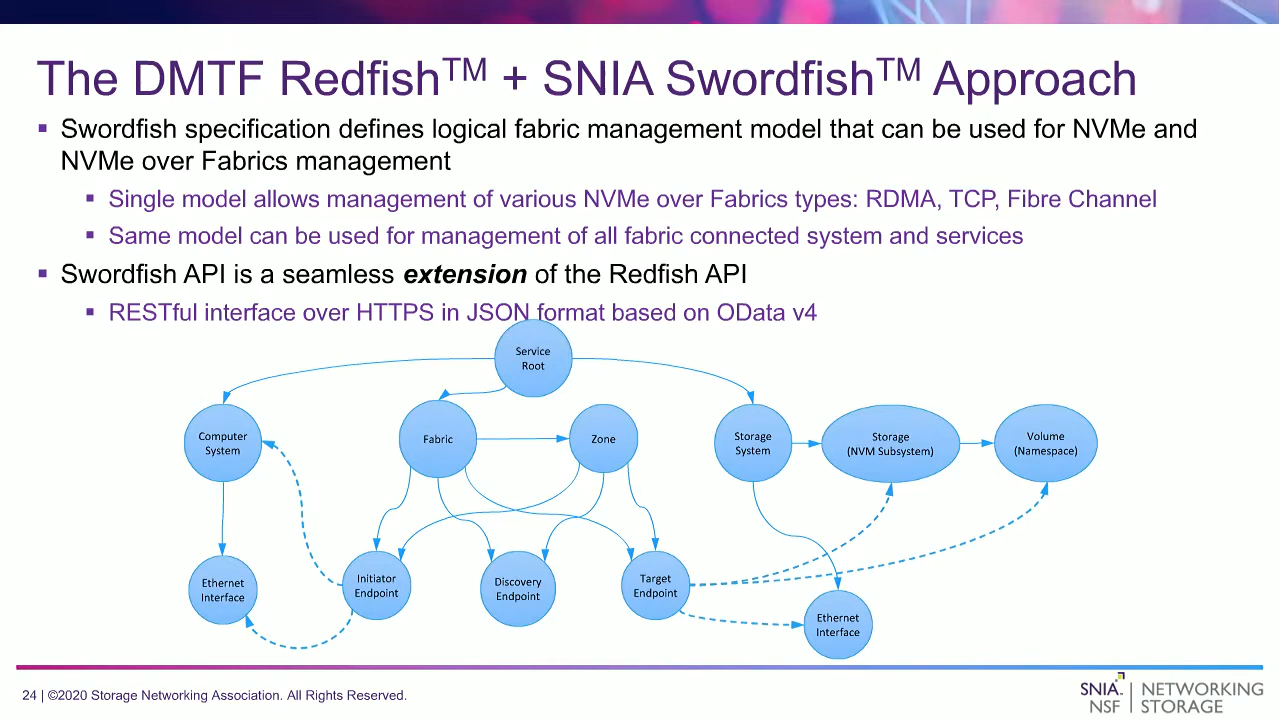 The DMTF Redfish™ + SNIA Swordfish™ Approach
▪ Swordfish specification defines logical fabric management model that can be used for NVMe and
NVMe over Fabrics management
▪ Single model allows management of various NVMe over Fabrics types: RDMA, TCP, Fibre Channel
▪ Same model can be used for management of all fabric connected system and services
▪ Swordfish API is a seamless extension of the Redfish API
▪ RESTful interface over HTTPS in JSON format based on OData v4
Service
Root
Computer
System
Fabric
Zone
Storage
System
Storage
(NVM Subsystem)
Volume
(Namespace)
Ethernet
Interface
Initiator
Endpoint
Discovery
Endpoint
Target
Endpoint
Ethernet
Interface
24 | ©2020 Storage Networking Association. All Rights Reserved.
SNIA.
NSF
NETWORKING
STORAGE